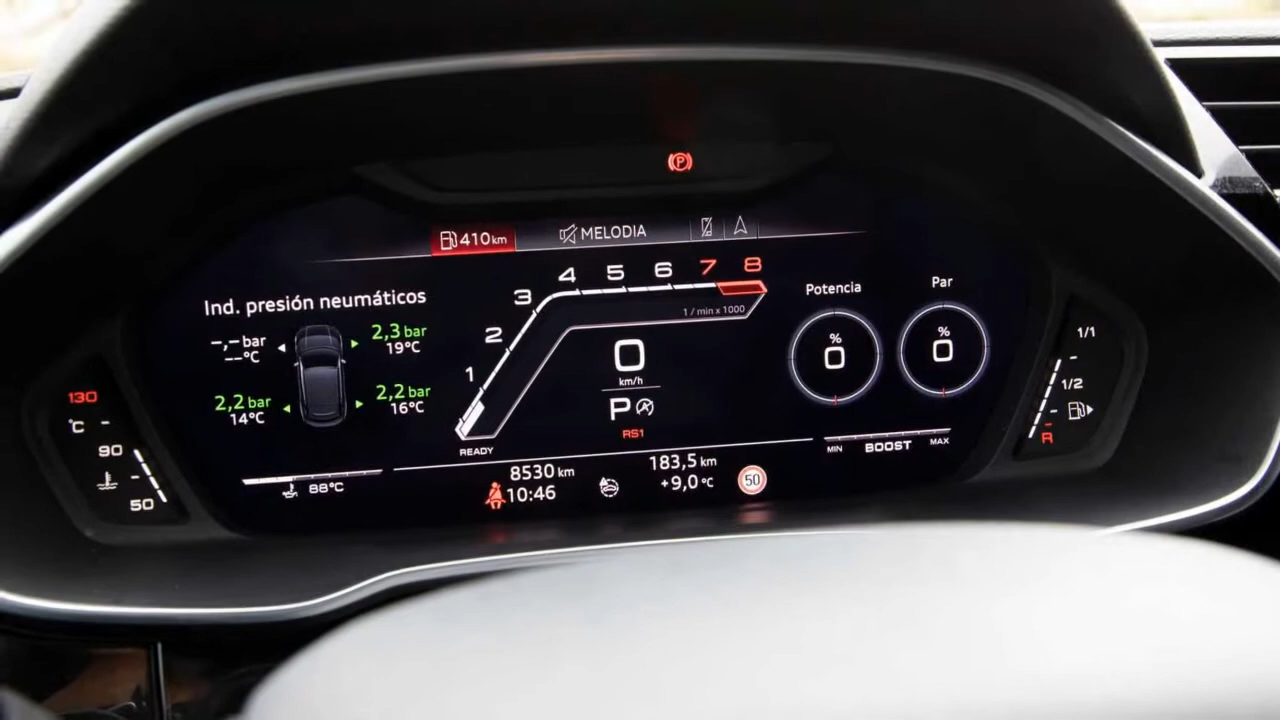 410 km
MELODIA
Ind. presión neumáticos
-,- bar
--°C
2,3 bar
19°C
2,2 bar
14°C
2,2 bar
16°C
1 2 3 4 5 6 7 8
1 / min x 1000
0
km/h
P
RS1
READY
Potencia
%
0
Par
%
0
MIN BOOST MAX
130
°C
90
50
1/1
1/2
R
88°C
8530 km
10:46
183,5 km
+9,0 °C
50